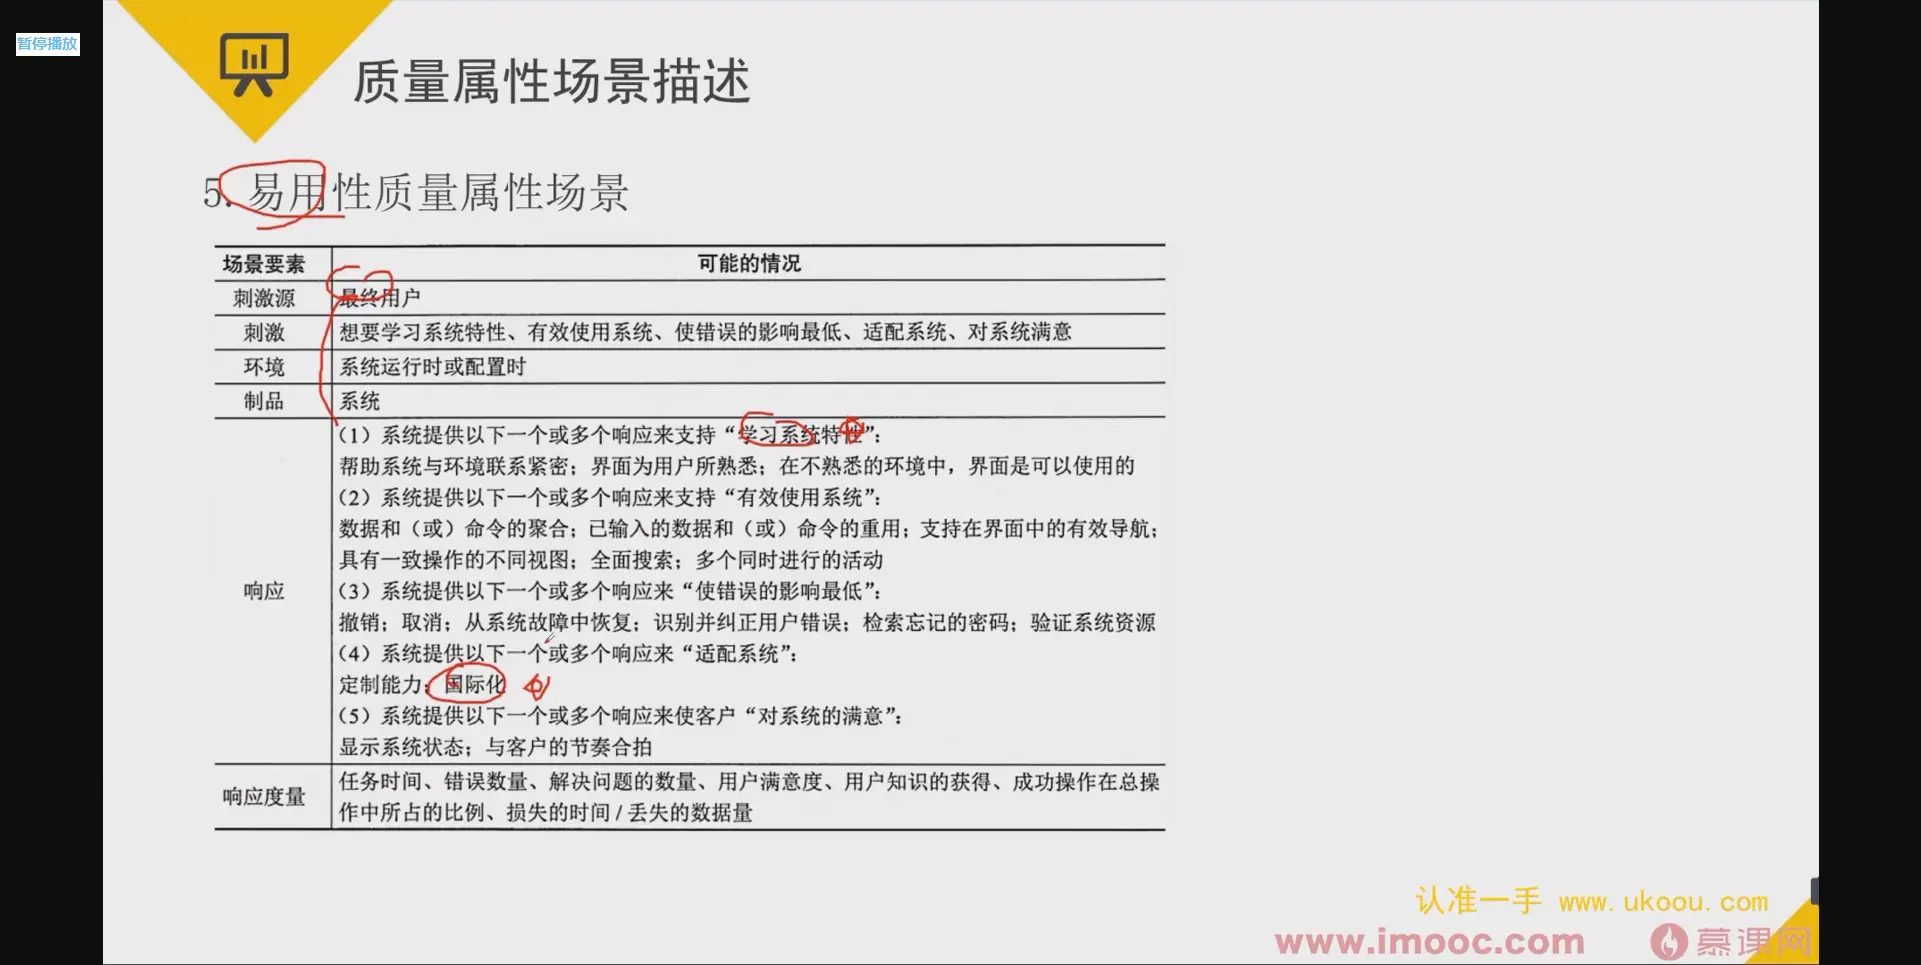 暂停播放
质量属性场景描述
5. 易用性质量属性场景
场景要素 可能的情况
刺激源 最终用户
刺激 想要学习系统特性、有效使用系统、使错误的影响最低、适配系统、对系统满意
环境 系统运行时或配置时
制品 系统
（1）系统提供以下一个或多个响应来支持“学习系统特性”：
帮助系统与环境联系紧密；界面为用户所熟悉；在不熟悉的环境中，界面是可以使用的
（2）系统提供以下一个或多个响应来支持“有效使用系统”：
数据和（或）命令的聚合；已输入的数据和（或）命令的重用；支持在界面中的有效导航；
具有一致操作的不同视图；全面搜索；多个同时进行的活动
响应 （3）系统提供以下一个或多个响应来“使错误的影响最低”：
撤销；取消；从系统故障中恢复；识别并纠正用户错误；检索忘记的密码；验证系统资源
（4）系统提供以下一个或多个响应来“适配系统”：
定制能力；国际化
（5）系统提供以下一个或多个响应来使客户“对系统的满意”：
显示系统状态；与客户的节奏合拍
响应度量 任务时间、错误数量、解决问题的数量、用户满意度、用户知识的获得、成功操作在总操
作中所占的比例、损失的时间 / 丢失的数据量
认准一手 www.ukoou.com
www.imooc.com 慕课网